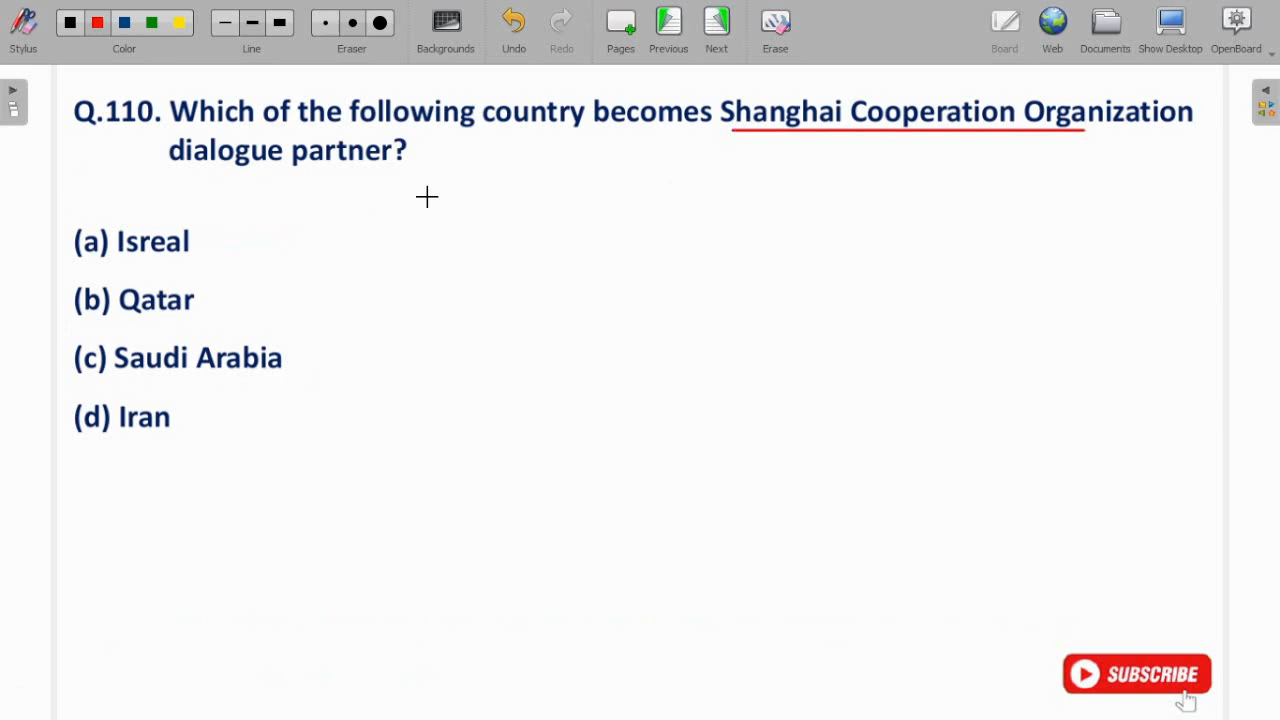 Stylus
Color
Line
Eraser
Backgrounds
Undo
Redo
Pages
Previous
Next
Erase
Board
Web
Documents
Show Desktop
OpenBoard
Q.110. Which of the following country becomes Shanghai Cooperation Organization
dialogue partner?
(a) Isreal
(b) Qatar
(c) Saudi Arabia
(d) Iran
SUBSCRIBE